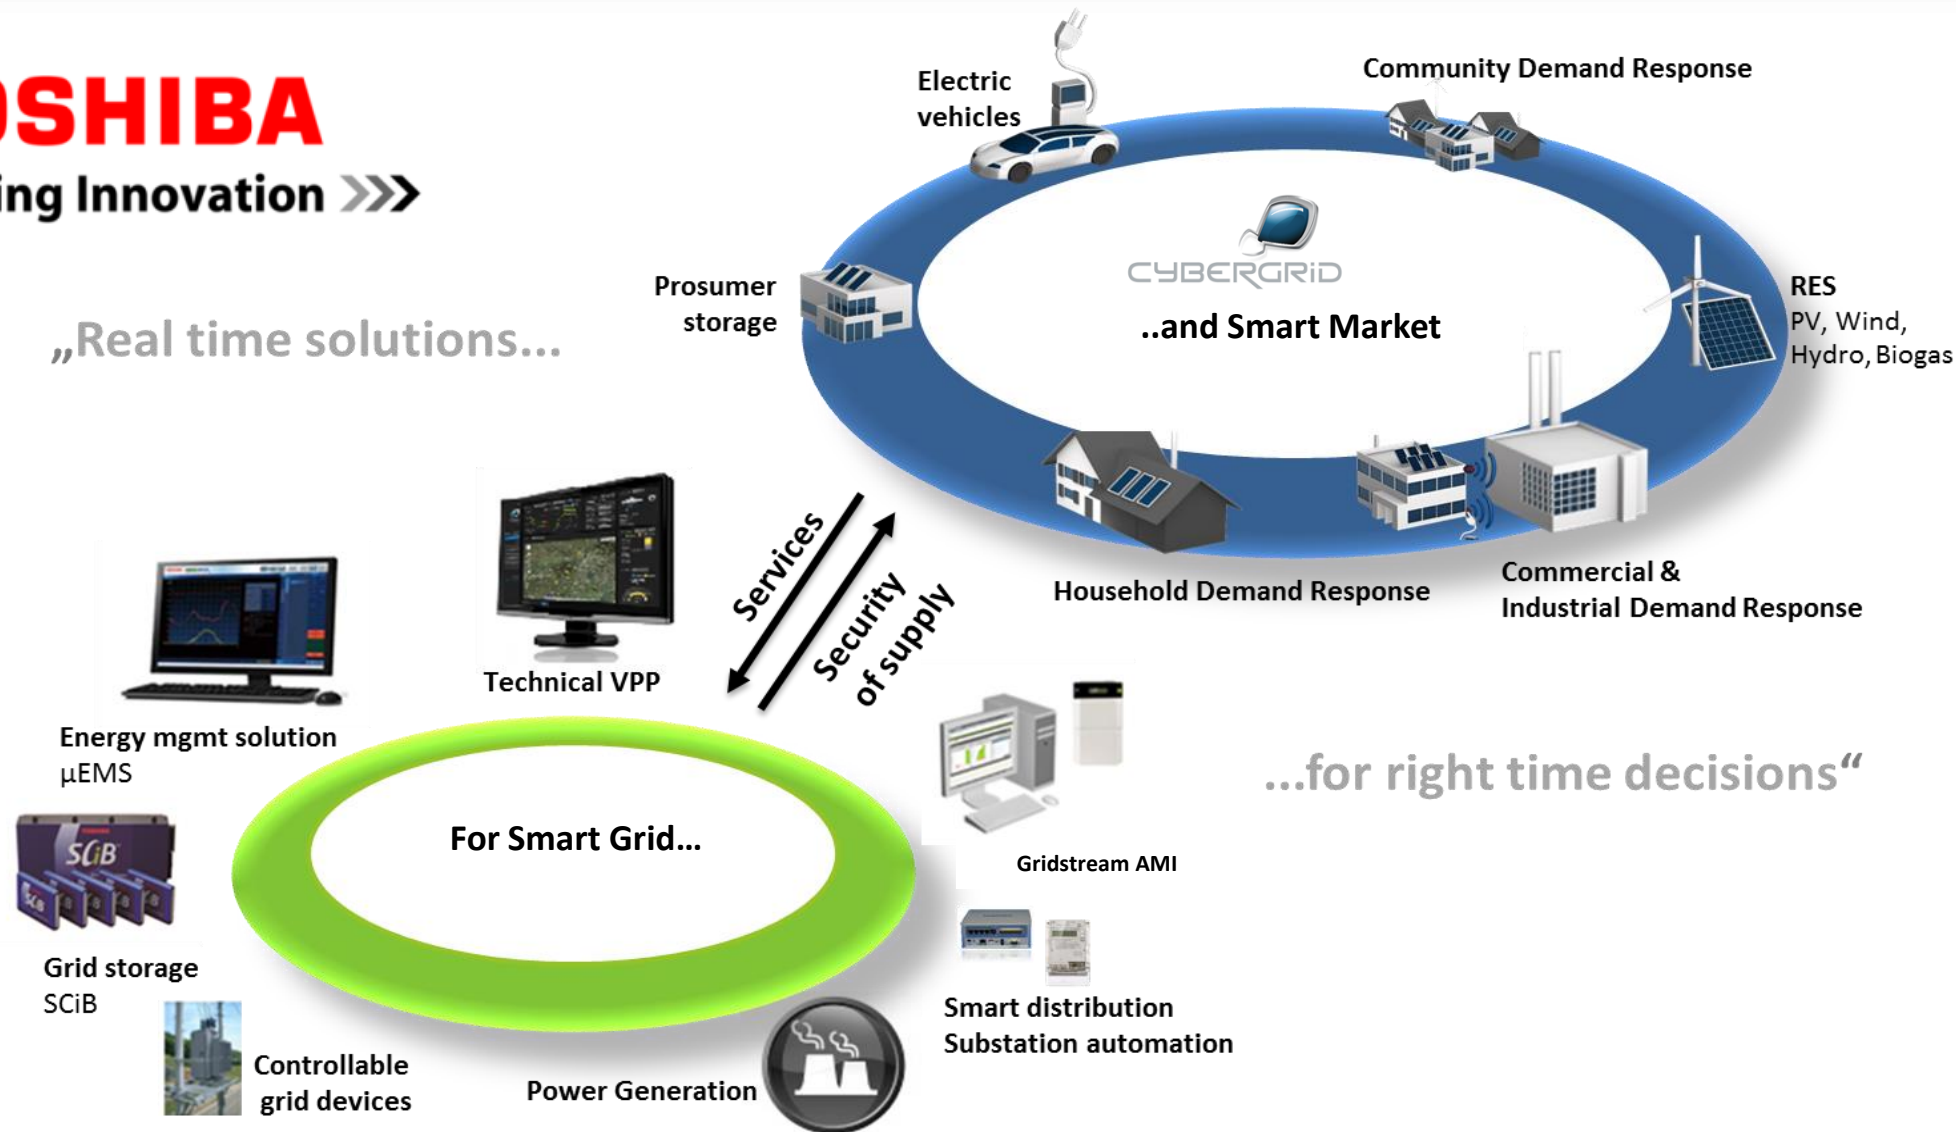 OSHIBA
ing Innovation >>>
„Real time solutions...
Electric
vehicles
Community Demand Response
Prosumer
storage
CYBERGRiD
..and Smart Market
RES
PV, Wind,
Hydro, Biogas
Household Demand Response
Commercial &
Industrial Demand Response
Services
Security
of supply
Technical VPP
Energy mgmt solution
µEMS
...for right time decisions“
For Smart Grid...
TOSHIBA
SCiB
SCiB
Gridstream AMI
Grid storage
SCiB
Smart distribution
Substation automation
Controllable
grid devices
Power Generation